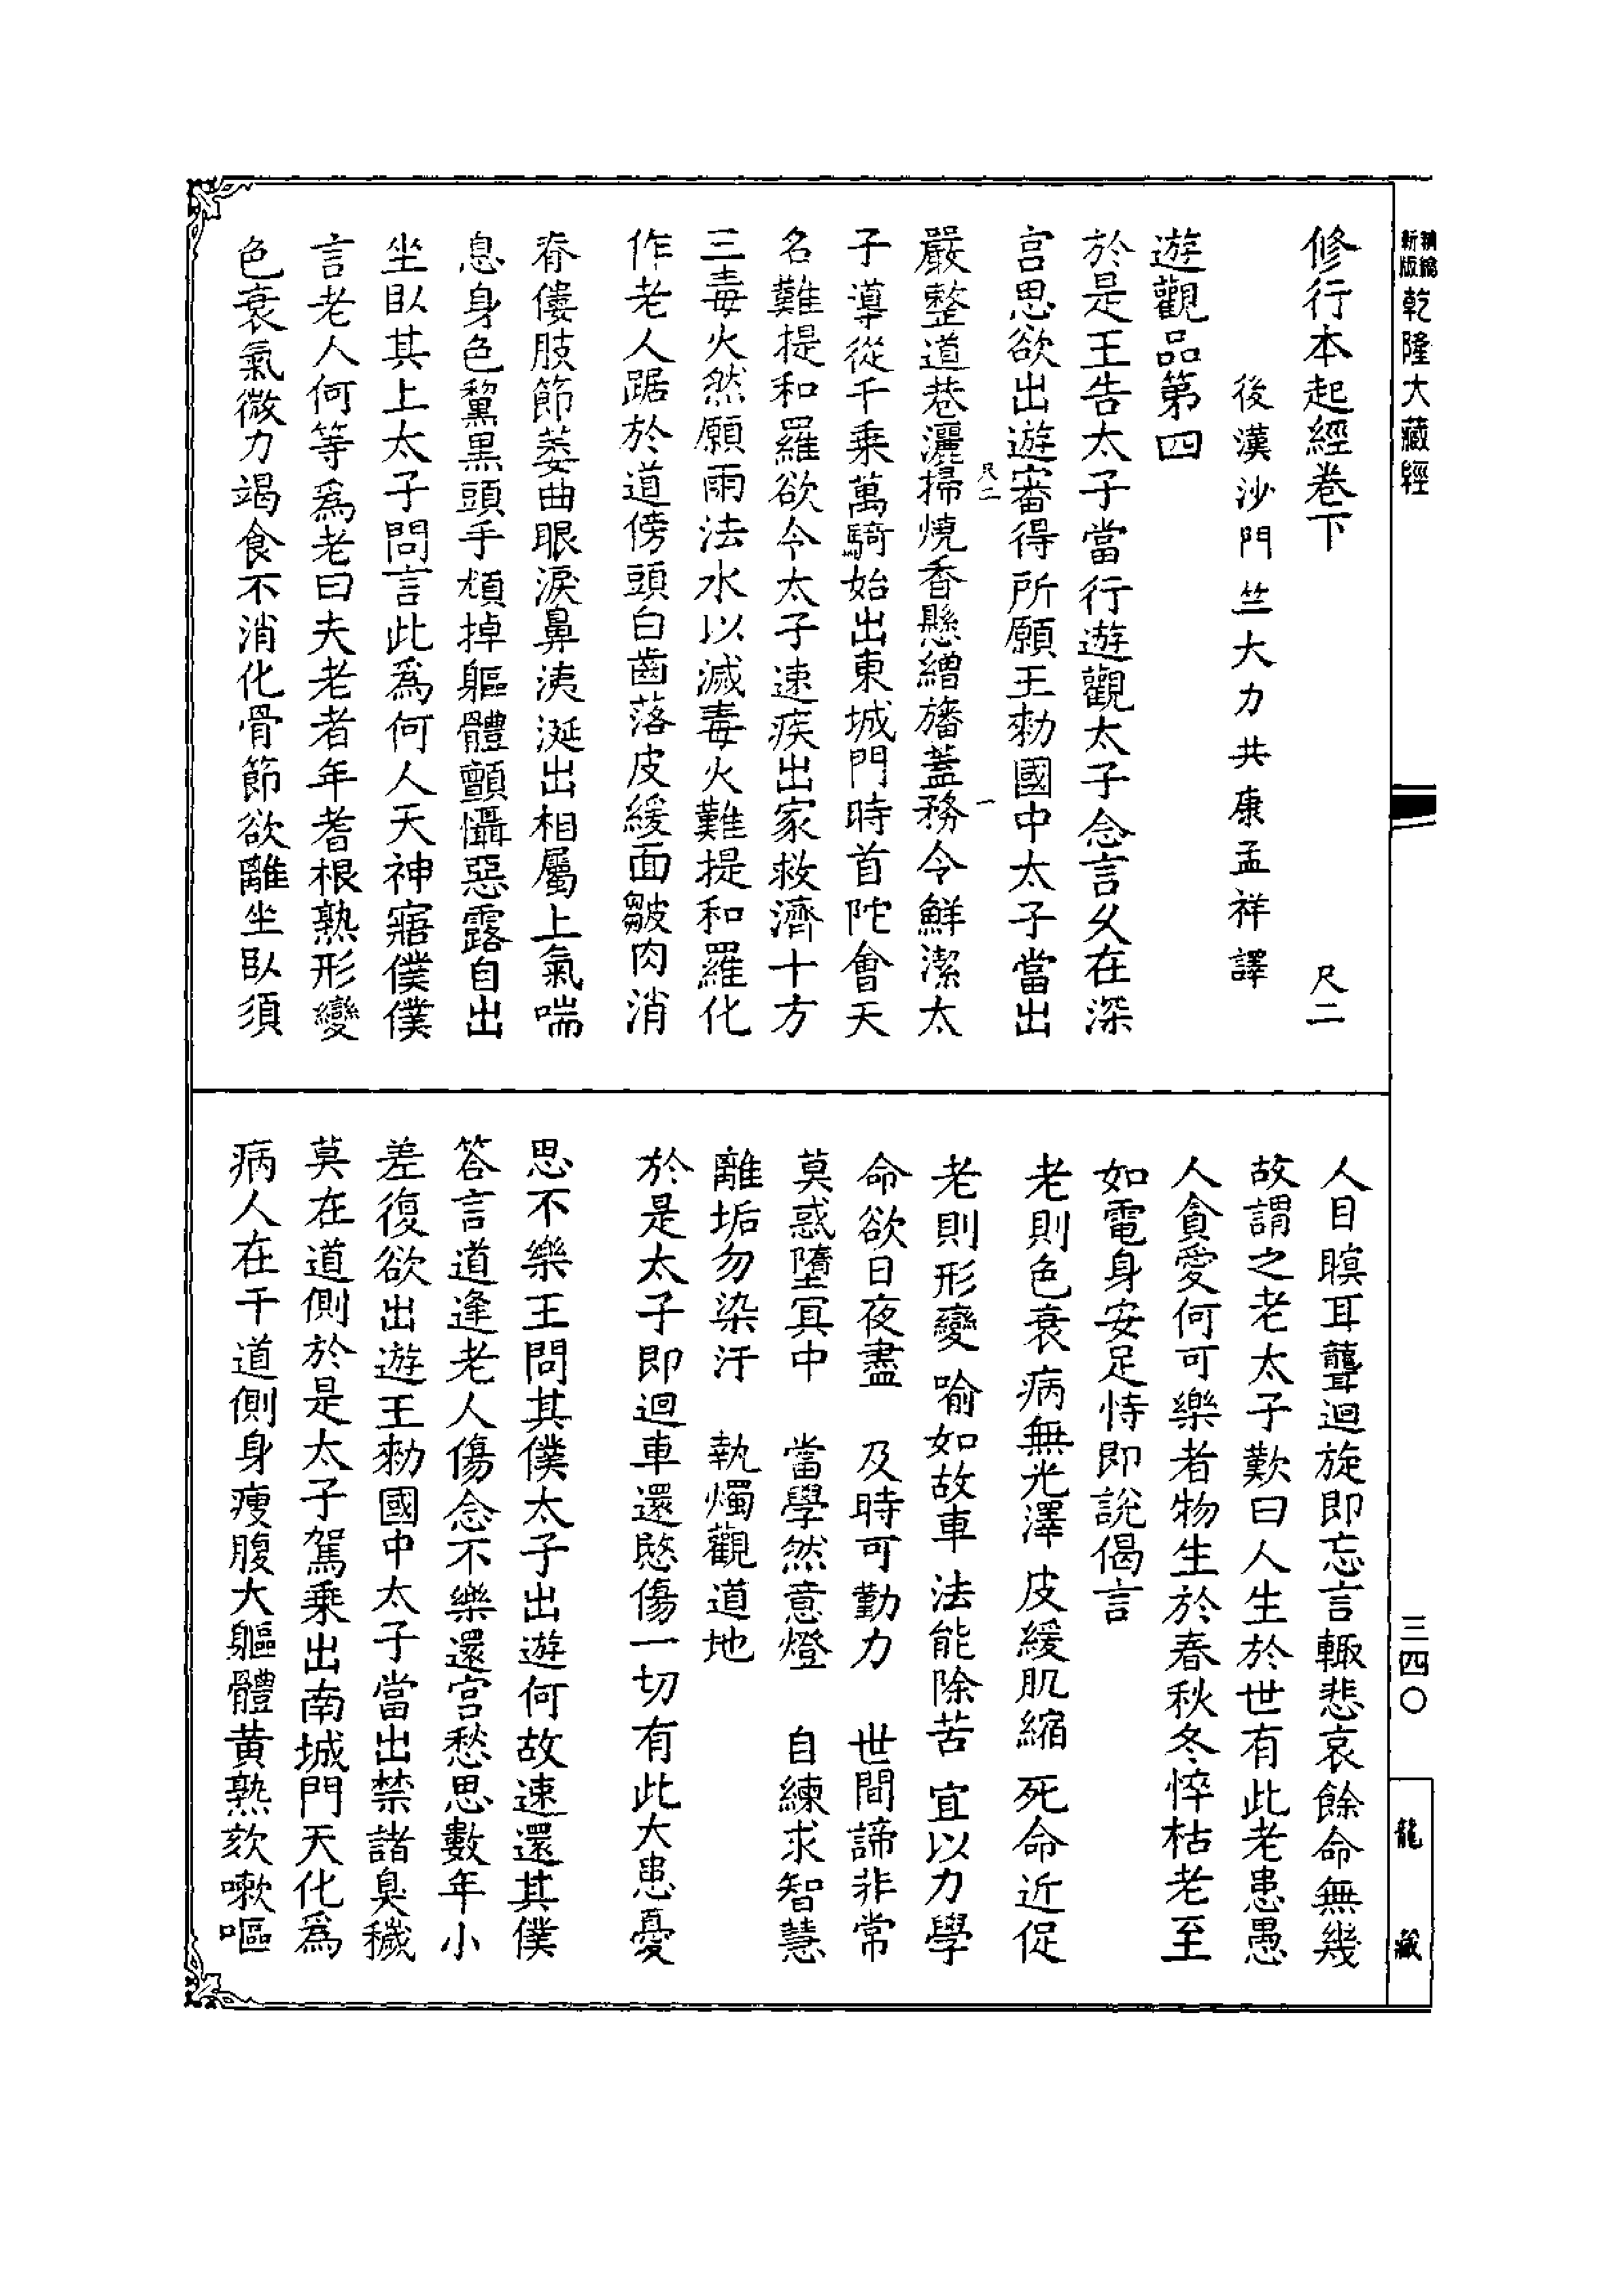 精繪新版乾隆大藏經
修行本起經卷下 尺二
後漢沙門竺大力共康孟祥譯
遊觀品第四
於是王告太子當行遊觀太子念言久在深
宮思欲出遊審得所願王勑國中太子當出
尺二 一
嚴整道巷灑掃燒香懸繒旛蓋務令鮮潔太
子導從千乘萬騎始出東城門時首陀會天
名難提和羅欲令太子速疾出家救濟十方
三毒火然願雨法水以滅毒火難提和羅化
作老人踞於道傍頭白齒落皮緩面皺肉消
脊僂肢節萎曲眼淚鼻洟涎出相屬上氣喘
息身色黧黑頭手㾕掉軀體顫懾惡露自出
坐臥其上太子問言此爲何人天神寤僕僕
言老人何等爲老曰夫老者年耆根熟形變
色衰氣微力竭食不消化骨節欲離坐臥須
人目瞑耳聾迴旋即忘言輙悲哀餘命無幾
故謂之老太子歎曰人生於世有此老患愚
人貪愛何可樂者物生於春秋冬悴枯老至
如電身安足恃即說偈言
老則色衰 病無光澤 皮緩肌縮 死命近促
老則形變 喻如故車 法能除苦 宜以力學
命欲日夜盡 及時可勤力 世間諦非常
莫惑墮冥中 當學然意燈 自練求智慧
離垢勿染汙 執燭觀道地
於是太子即迴車還愍傷一切有此大患憂
思不樂王問其僕太子出遊何故速還其僕
答言道逢老人傷念不樂還宮愁思數年小
差復欲出遊王勑國中太子當出禁諸臭穢
莫在道側於是太子駕乘出南城門天化爲
病人在于道側身瘦腹大軀體黃熟欬嗽嘔
三四〇
龍藏